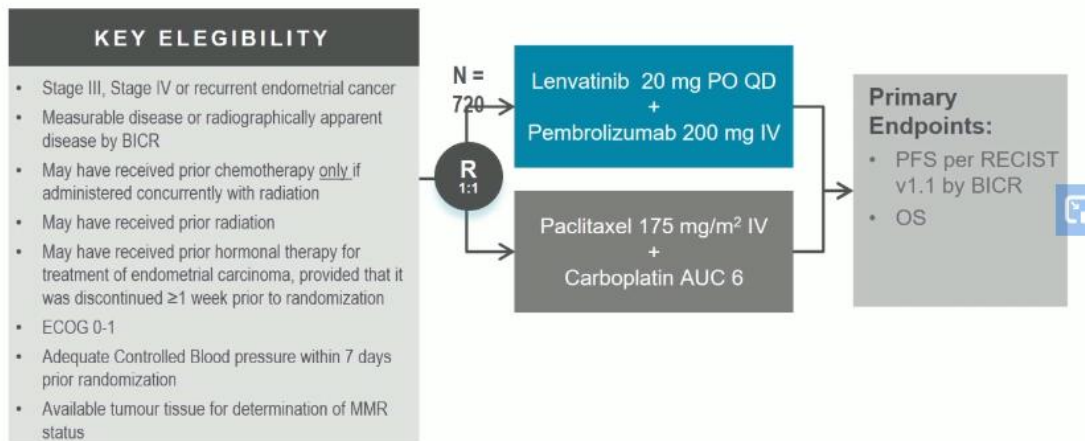 KEY ELEGIBILITY
• Stage III, Stage IV or recurrent endometrial cancer
• Measurable disease or radiographically apparent
disease by BICR
• May have received prior chemotherapy only if
administered concurrently with radiation
• May have received prior radiation
• May have received prior hormonal therapy for
treatment of endometrial carcinoma, provided that it
was discontinued ≥1 week prior to randomization
• ECOG 0-1
• Adequate Controlled Blood pressure within 7 days
prior randomization
• Available tumour tissue for determination of MMR
status
N =
720
R
1:1
Lenvatinib 20 mg PO QD
+
Pembrolizumab 200 mg IV
Paclitaxel 175 mg/m² IV
+
Carboplatin AUC 6
Primary
Endpoints:
• PFS per RECIST
v1.1 by BICR
• OS